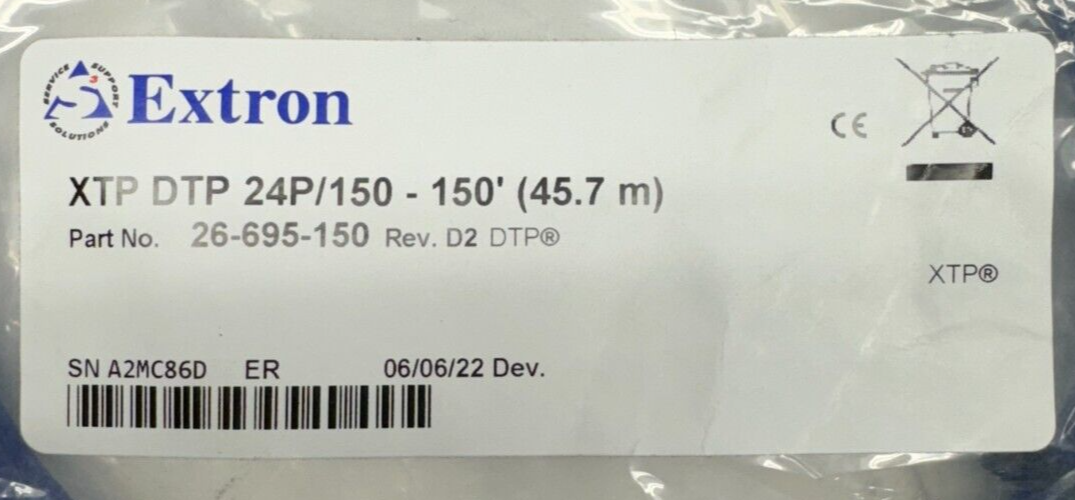 SERVICE SUPPORT SOLUTIONS
S3
Extron
CE
XTP DTP 24P/150 - 150' (45.7 m)
Part No. 26-695-150 Rev. D2 DTP®
XTP®
SN A2MC86D ER 06/06/22 Dev.